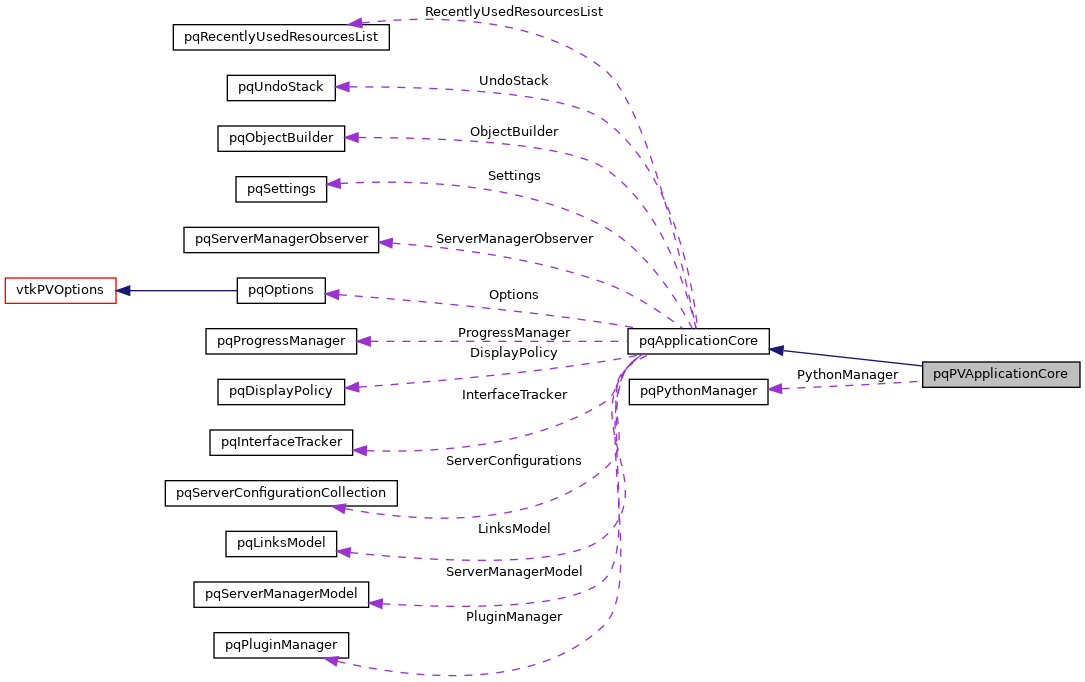 RecentlyUsedResourcesList
pqRecentlyUsedResourcesList
UndoStack
pqUndoStack
ObjectBuilder
pqObjectBuilder
Settings
pqSettings
ServerManagerObserver
pqServerManagerObserver
vtkPVOptions
pqOptions
Options
ProgressManager
pqProgressManager
pqApplicationCore
DisplayPolicy
pqPVApplicationCore
PythonManager
pqDisplayPolicy
pqPythonManager
InterfaceTracker
pqInterfaceTracker
ServerConfigurations
pqServerConfigurationCollection
LinksModel
pqLinksModel
ServerManagerModel
pqServerManagerModel
PluginManager
pqPluginManager